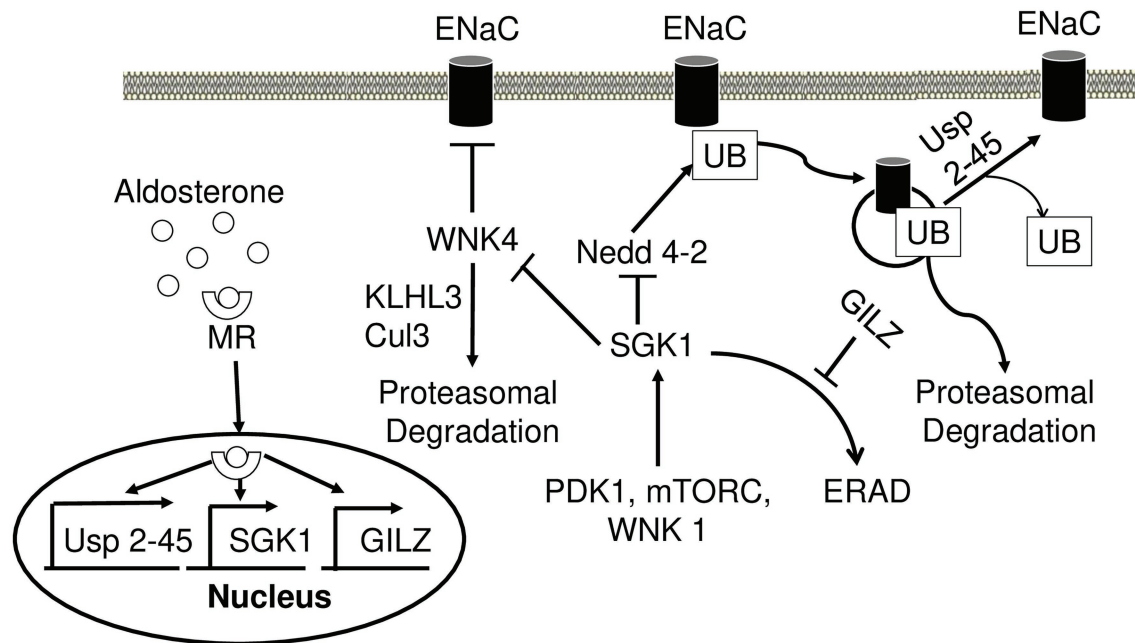 ENaC
ENaC
ENaC
Usp
2-45
UB
UB
UB
Aldosterone
MR
WNK4
KLHL3
Cul3
Proteasomal
Degradation
Nedd 4-2
SGK1
GILZ
PDK1, mTORC,
WNK 1
ERAD
Proteasomal
Degradation
Usp 2-45
SGK1
GILZ
Nucleus